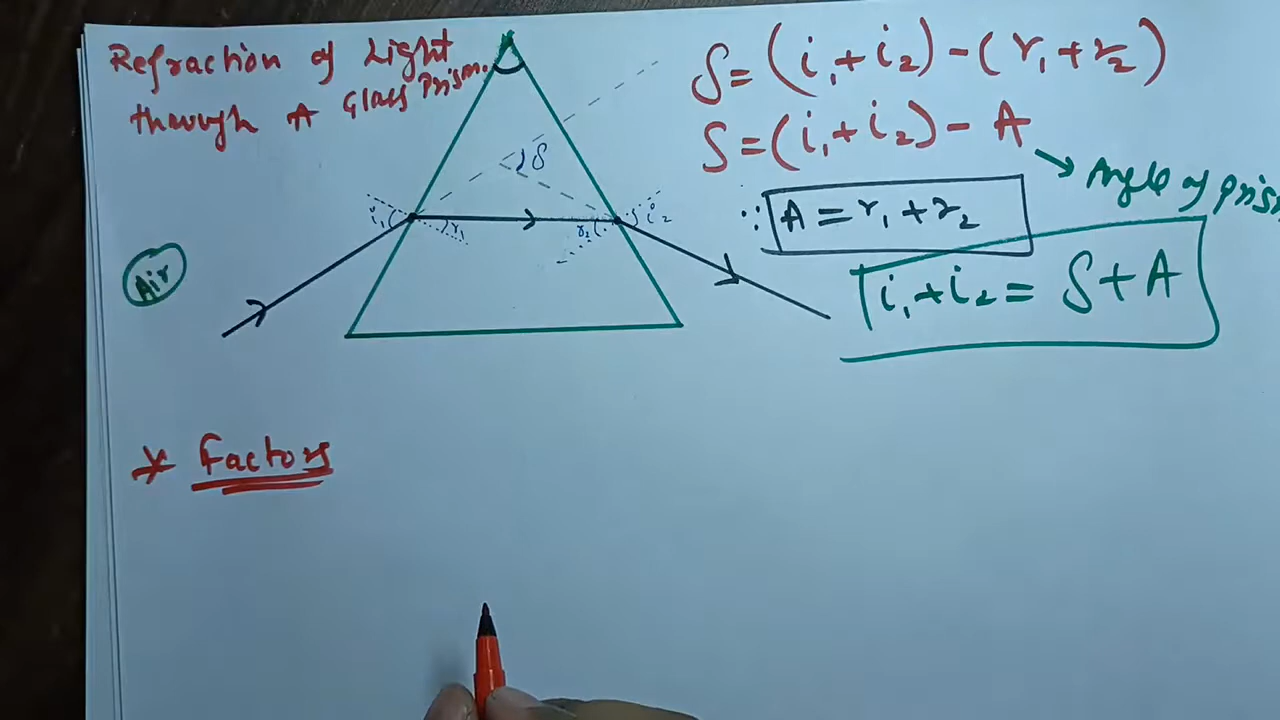 Refraction of Light
through A Glass Prism.
δ = (i₁ + i₂) - (r₁ + r₂)
δ = (i₁ + i₂) - A
Angle of prism
∵ A = r₁ + r₂
i₁ + i₂ = δ + A
δ
i₁
r₁
r₂
i₂
Air
* Factors